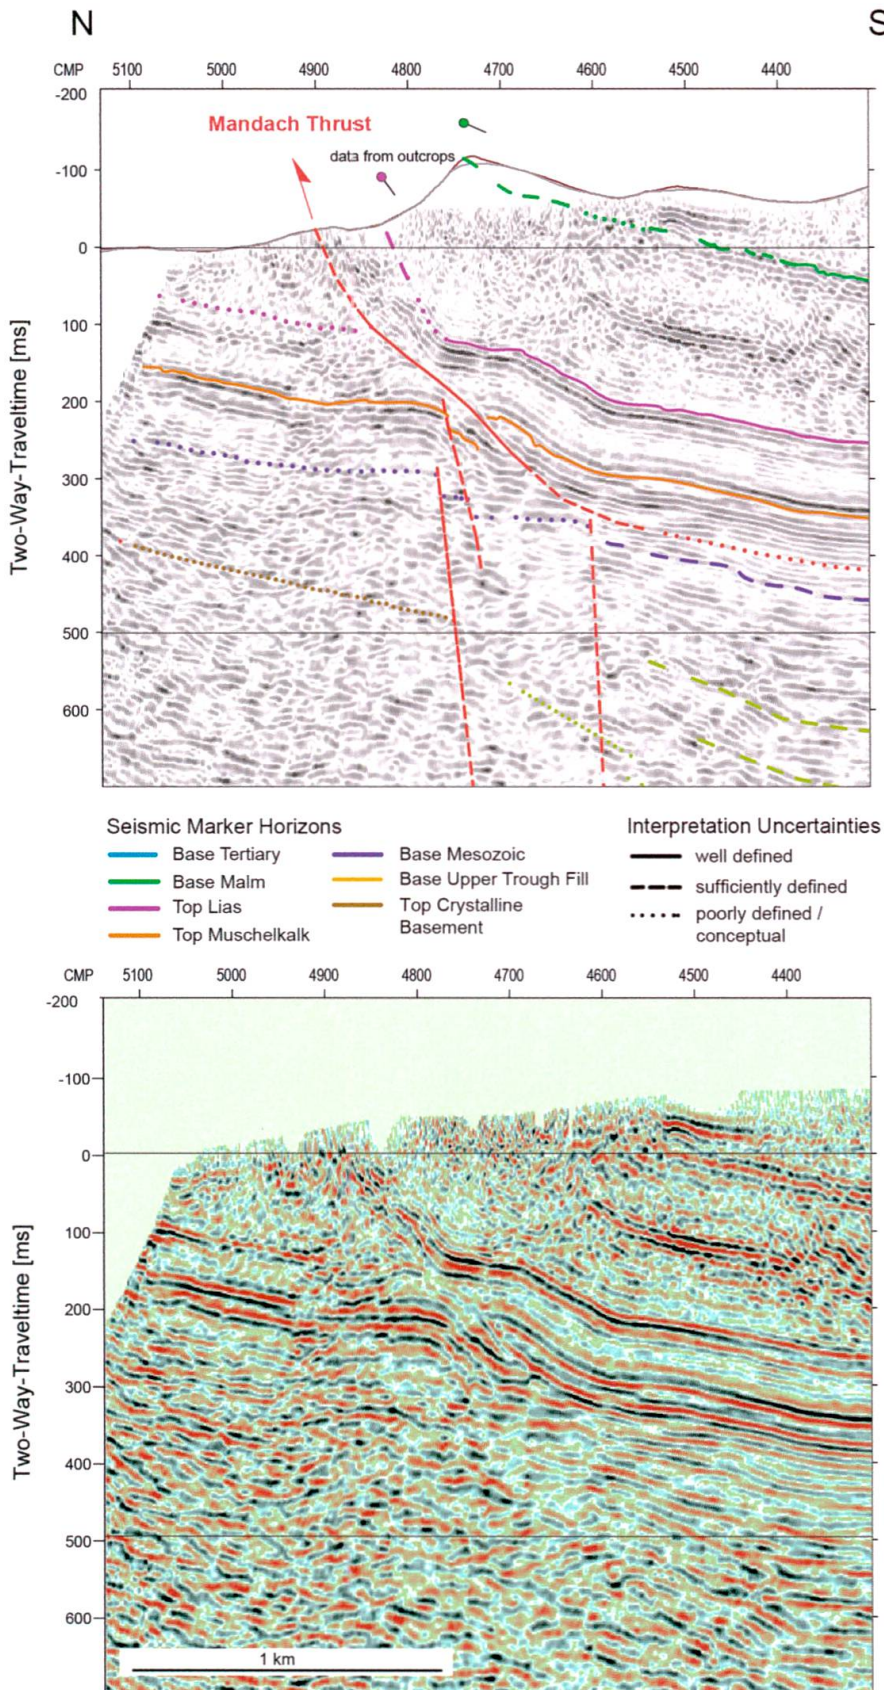 N S
CMP 5100 5000 4900 4800 4700 4600 4500 4400
-200
Mandach Thrust
data from outcrops
-100
0
100
200
300
400
500
600
Two-Way-Traveltime [ms]
Seismic Marker Horizons
Base Tertiary
Base Malm
Top Lias
Top Muschelkalk
Base Mesozoic
Base Upper Trough Fill
Top Crystalline
Basement
Interpretation Uncertainties
well defined
sufficiently defined
poorly defined /
conceptual
CMP 5100 5000 4900 4800 4700 4600 4500 4400
-200
-100
0
100
200
300
400
500
600
Two-Way-Traveltime [ms]
1 km